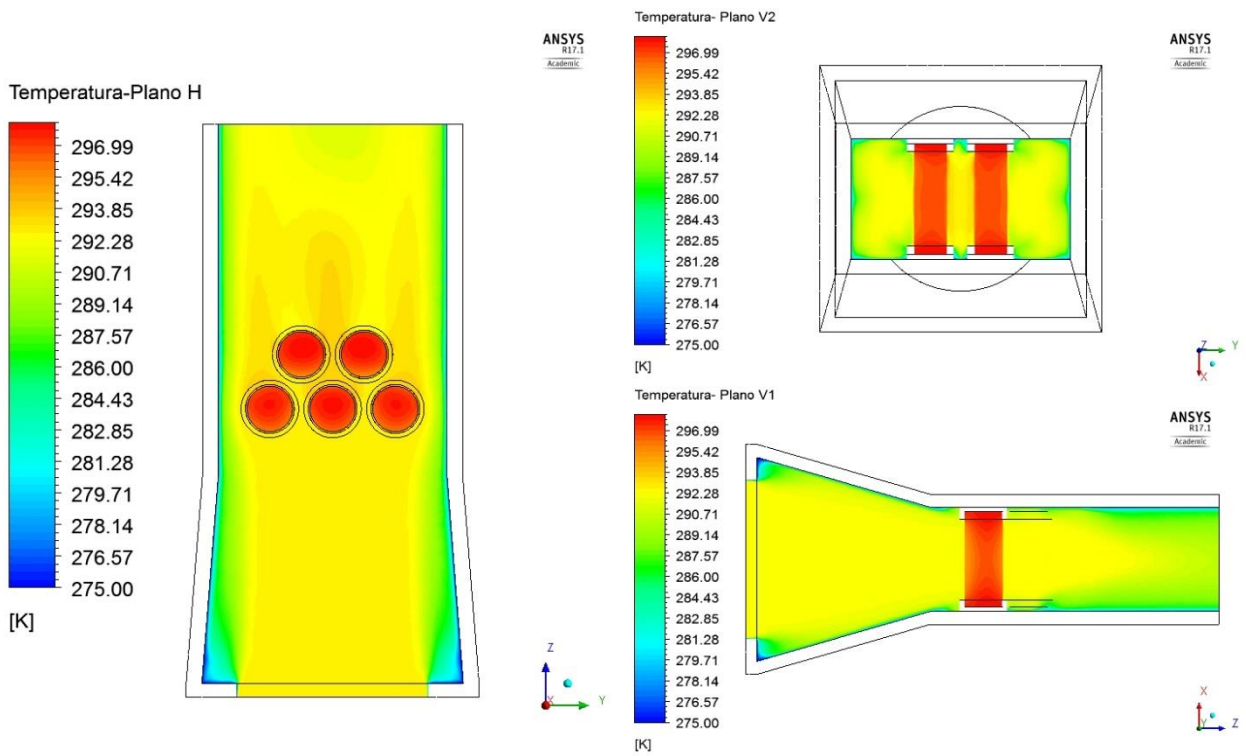 ANSYS
R17.1
Academic
Temperatura-Plano H
296.99
295.42
293.85
292.28
290.71
289.14
287.57
286.00
284.43
282.85
281.28
279.71
278.14
276.57
275.00
[K]
Z
X
Y
Temperatura- Plano V2
ANSYS
R17.1
Academic
296.99
295.42
293.85
292.28
290.71
289.14
287.57
286.00
284.43
282.85
281.28
279.71
278.14
276.57
275.00
[K]
Z
Y
X
Temperatura- Plano V1
ANSYS
R17.1
Academic
296.99
295.42
293.85
292.28
290.71
289.14
287.57
286.00
284.43
282.85
281.28
279.71
278.14
276.57
275.00
[K]
X
Y
Z